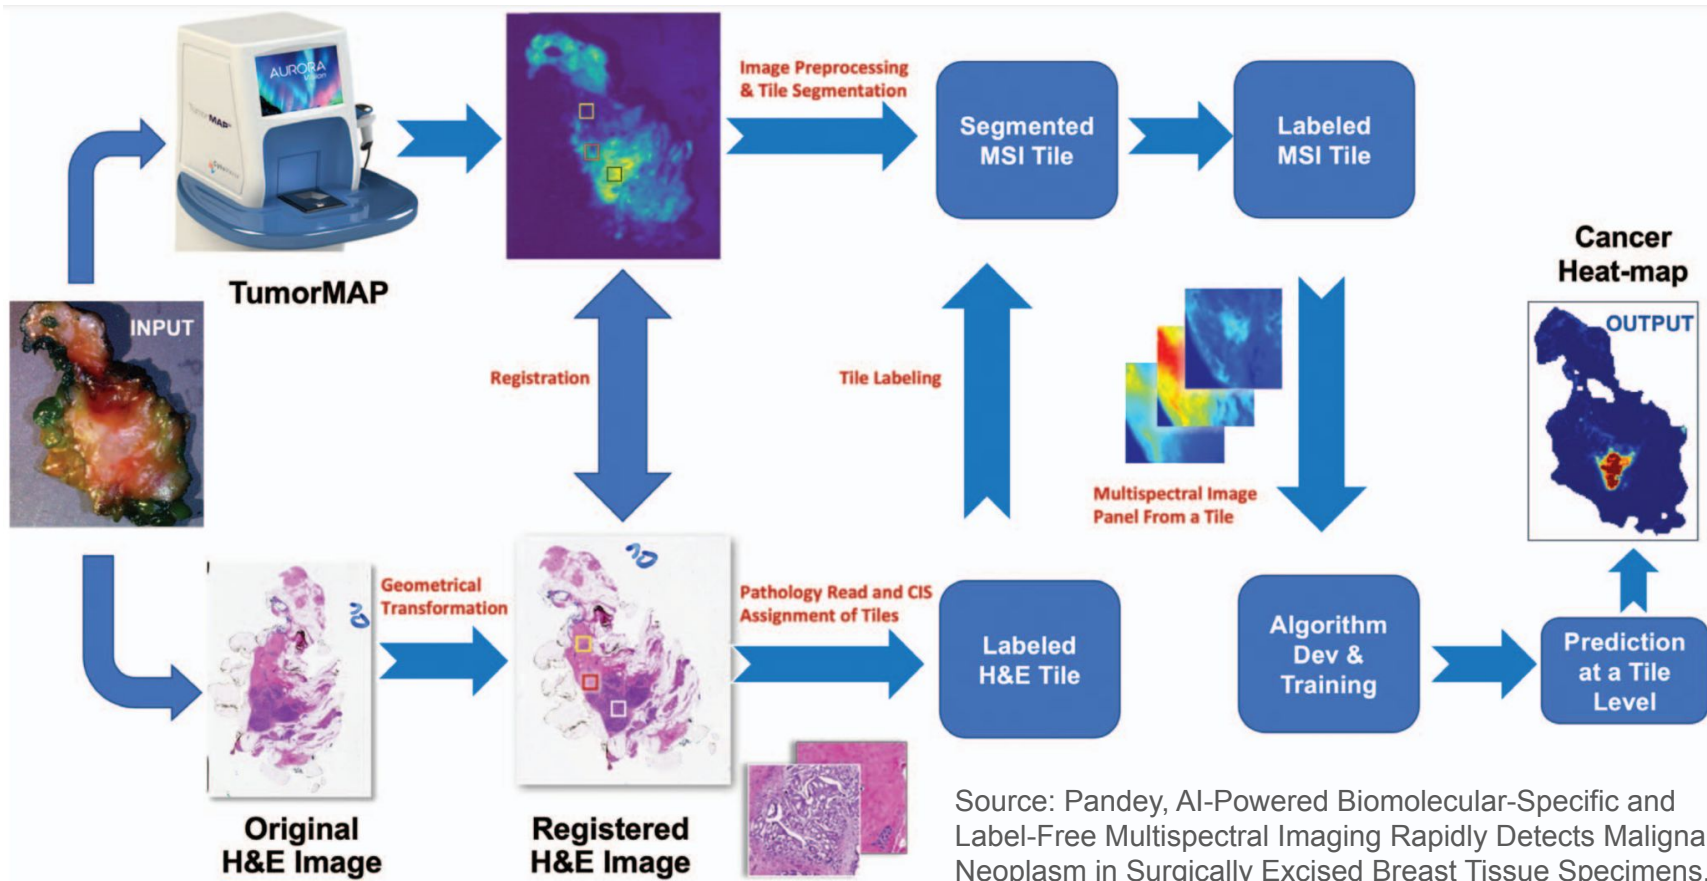 AURORA
Vision
TumorMAP
TumorMAP
Image Preprocessing
& Tile Segmentation
Segmented
MSI Tile
Labeled
MSI Tile
Cancer
Heat-map
INPUT
OUTPUT
Registration
Tile Labeling
Multispectral Image
Panel From a Tile
Geometrical
Transformation
Pathology Read and CIS
Assignment of Tiles
Labeled
H&E Tile
Algorithm
Dev &
Training
Prediction
at a Tile
Level
Original
H&E Image
Registered
H&E Image
Source: Pandey, AI-Powered Biomolecular-Specific and
Label-Free Multispectral Imaging Rapidly Detects Maligna
Neoplasm in Surgically Excised Breast Tissue Specimens,